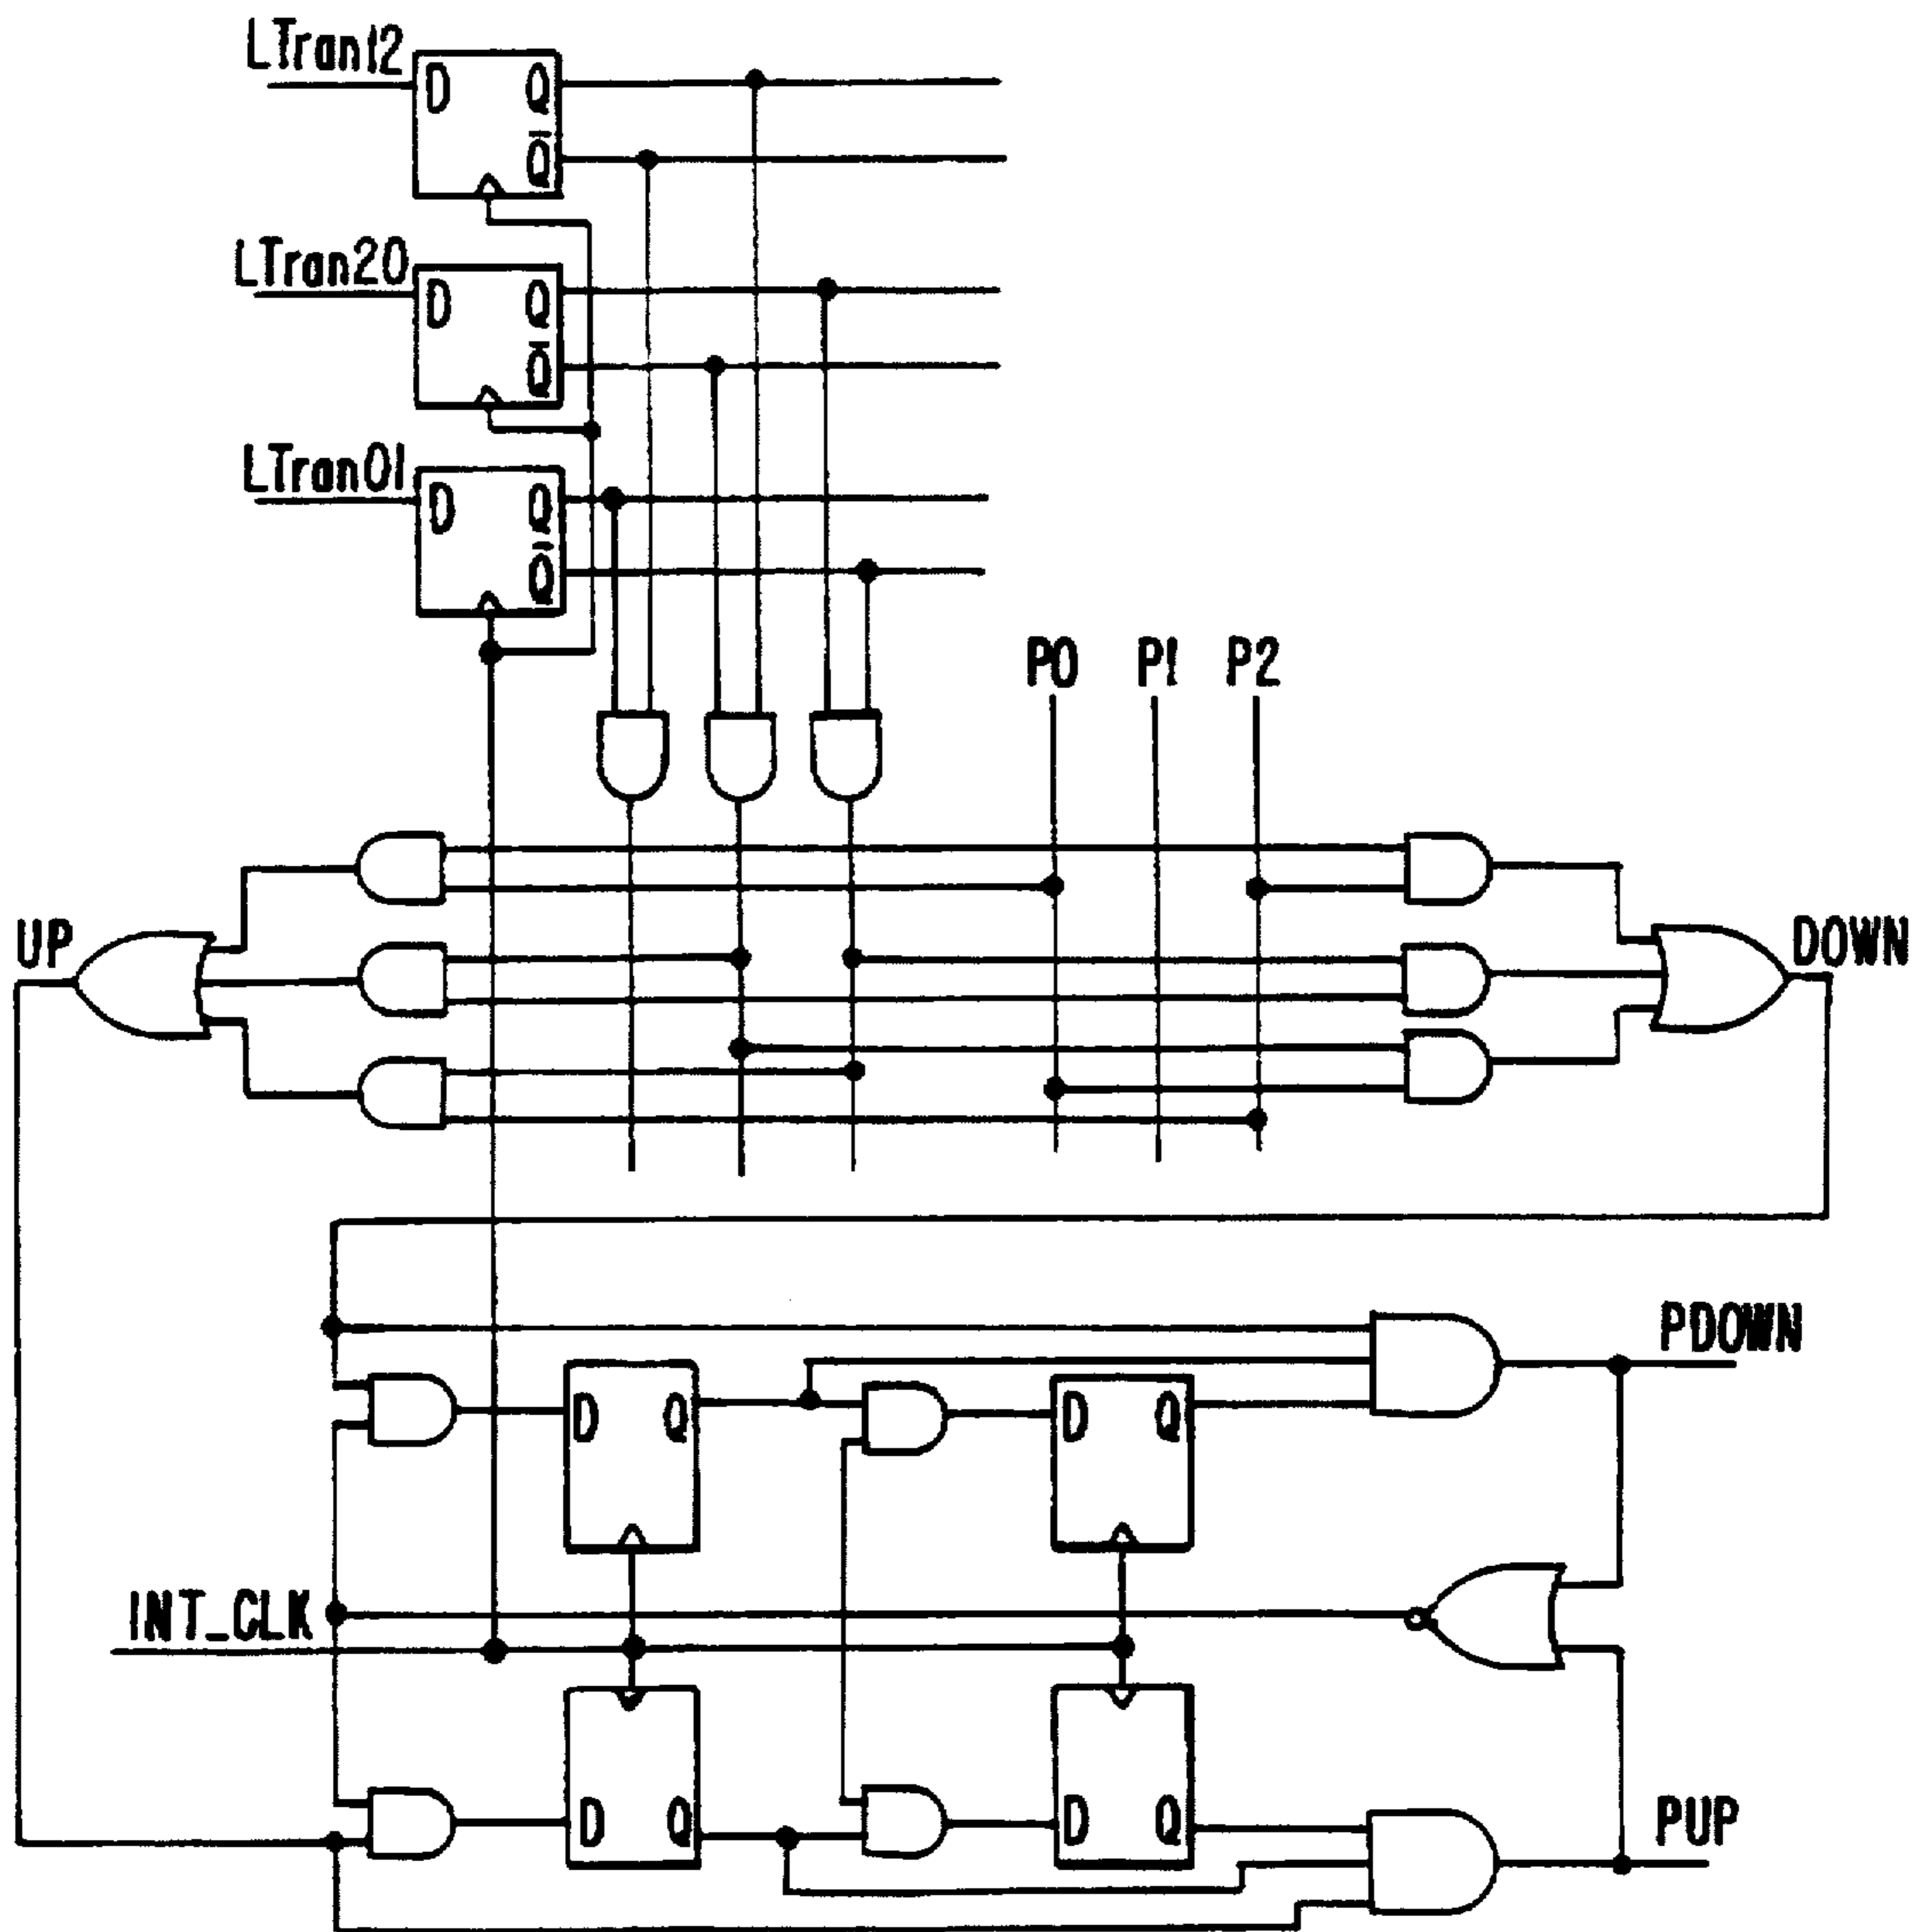 LTran12
D Q
Q̅
LTran20
D Q
Q̅
LTran01
D Q
Q̅
P0 P1 P2
UP
DOWN
PDOWN
D Q
D Q
INT_CLK
D Q
D Q
PUP